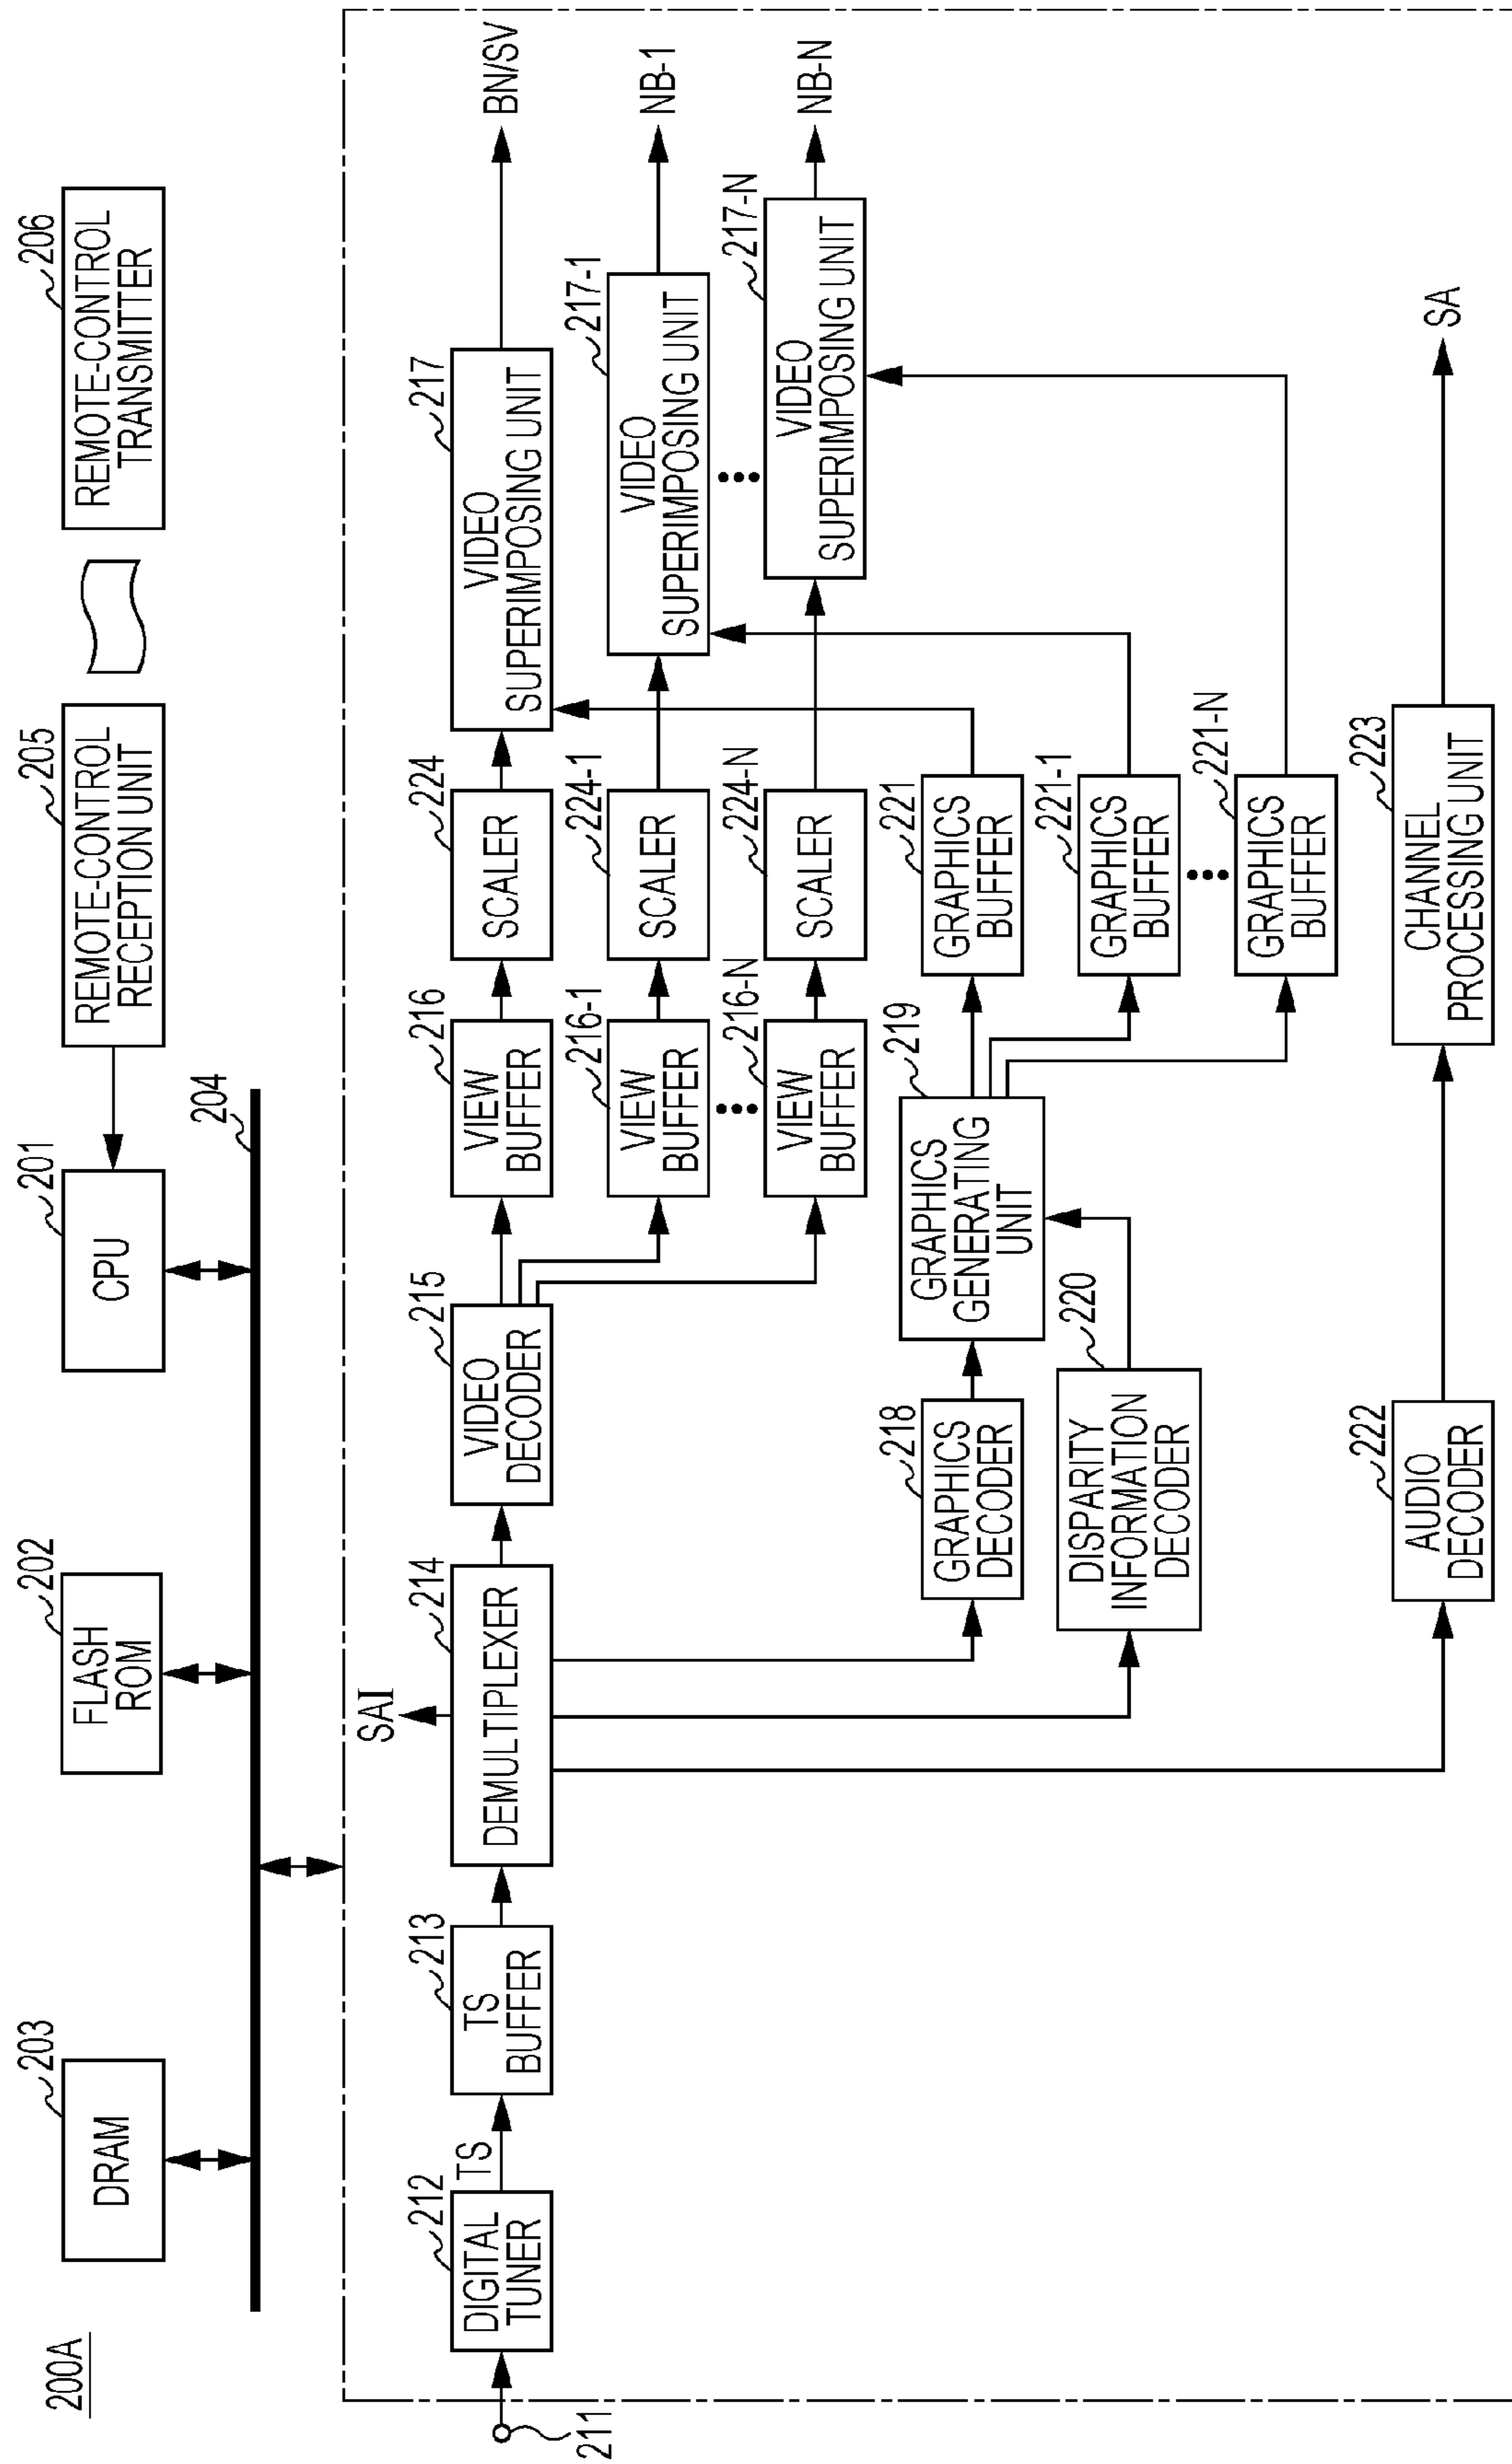 200A
203
DRAM
202
FLASH
ROM
201
CPU
205
REMOTE-CONTROL
RECEPTION UNIT
206
REMOTE-CONTROL
TRANSMITTER
204
211
212
DIGITAL
TUNER
TS
213
TS
BUFFER
SAI
214
DEMULTIPLEXER
215
VIDEO
DECODER
216
VIEW
BUFFER
224
SCALER
217
VIDEO
SUPERIMPOSING UNIT
BN/SV
216-1
VIEW
BUFFER
224-1
SCALER
217-1
VIDEO
SUPERIMPOSING UNIT
NB-1
216-N
VIEW
BUFFER
224-N
SCALER
217-N
VIDEO
SUPERIMPOSING UNIT
NB-N
218
GRAPHICS
DECODER
219
GRAPHICS
GENERATING
UNIT
221
GRAPHICS
BUFFER
220
DISPARITY
INFORMATION
DECODER
221-1
GRAPHICS
BUFFER
221-N
GRAPHICS
BUFFER
222
AUDIO
DECODER
223
CHANNEL
PROCESSING UNIT
SA